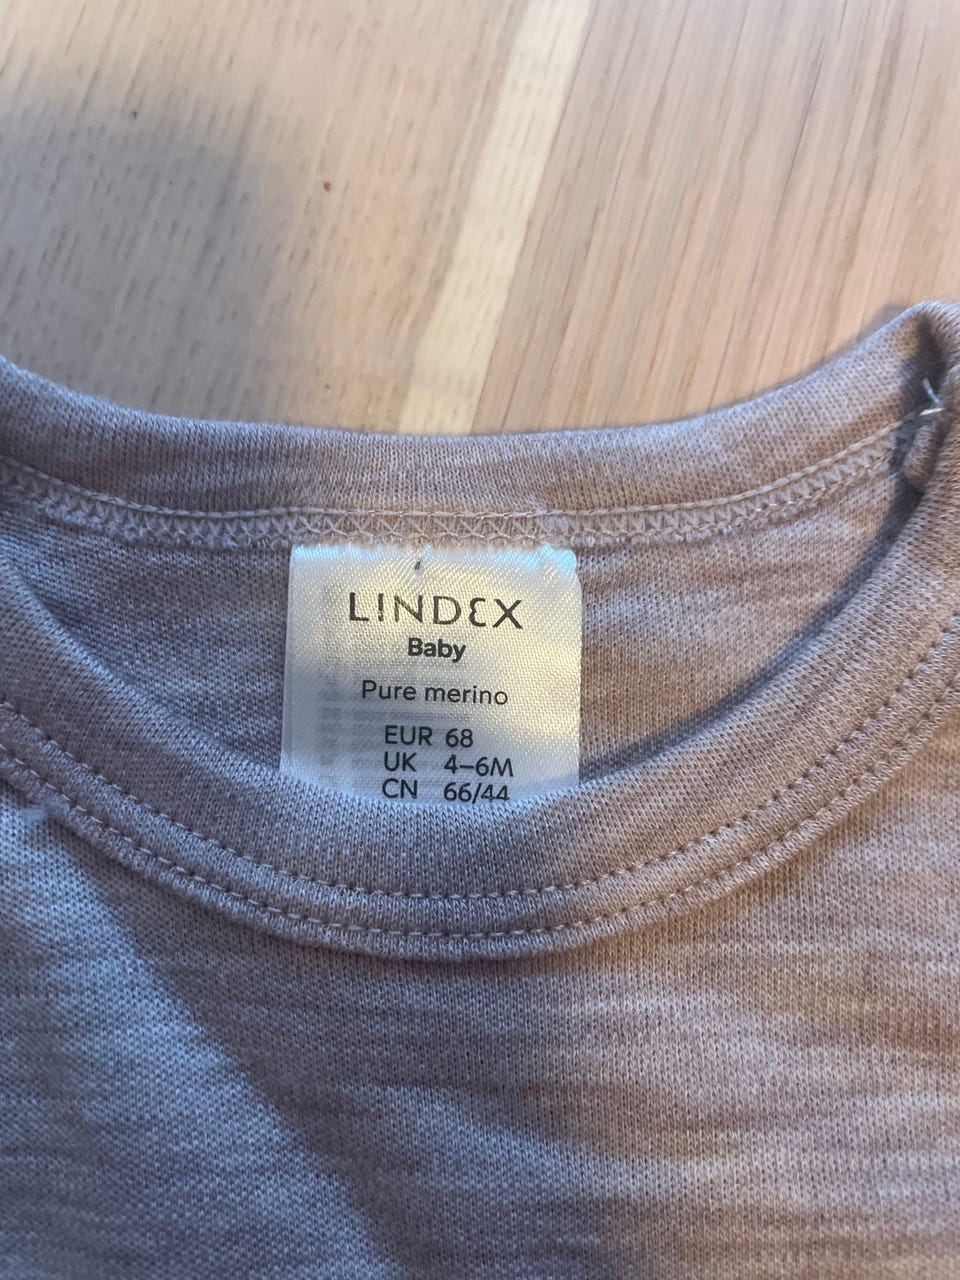 LINDEX
Baby
Pure merino
EUR 68
UK 4–6M
CN 66/44